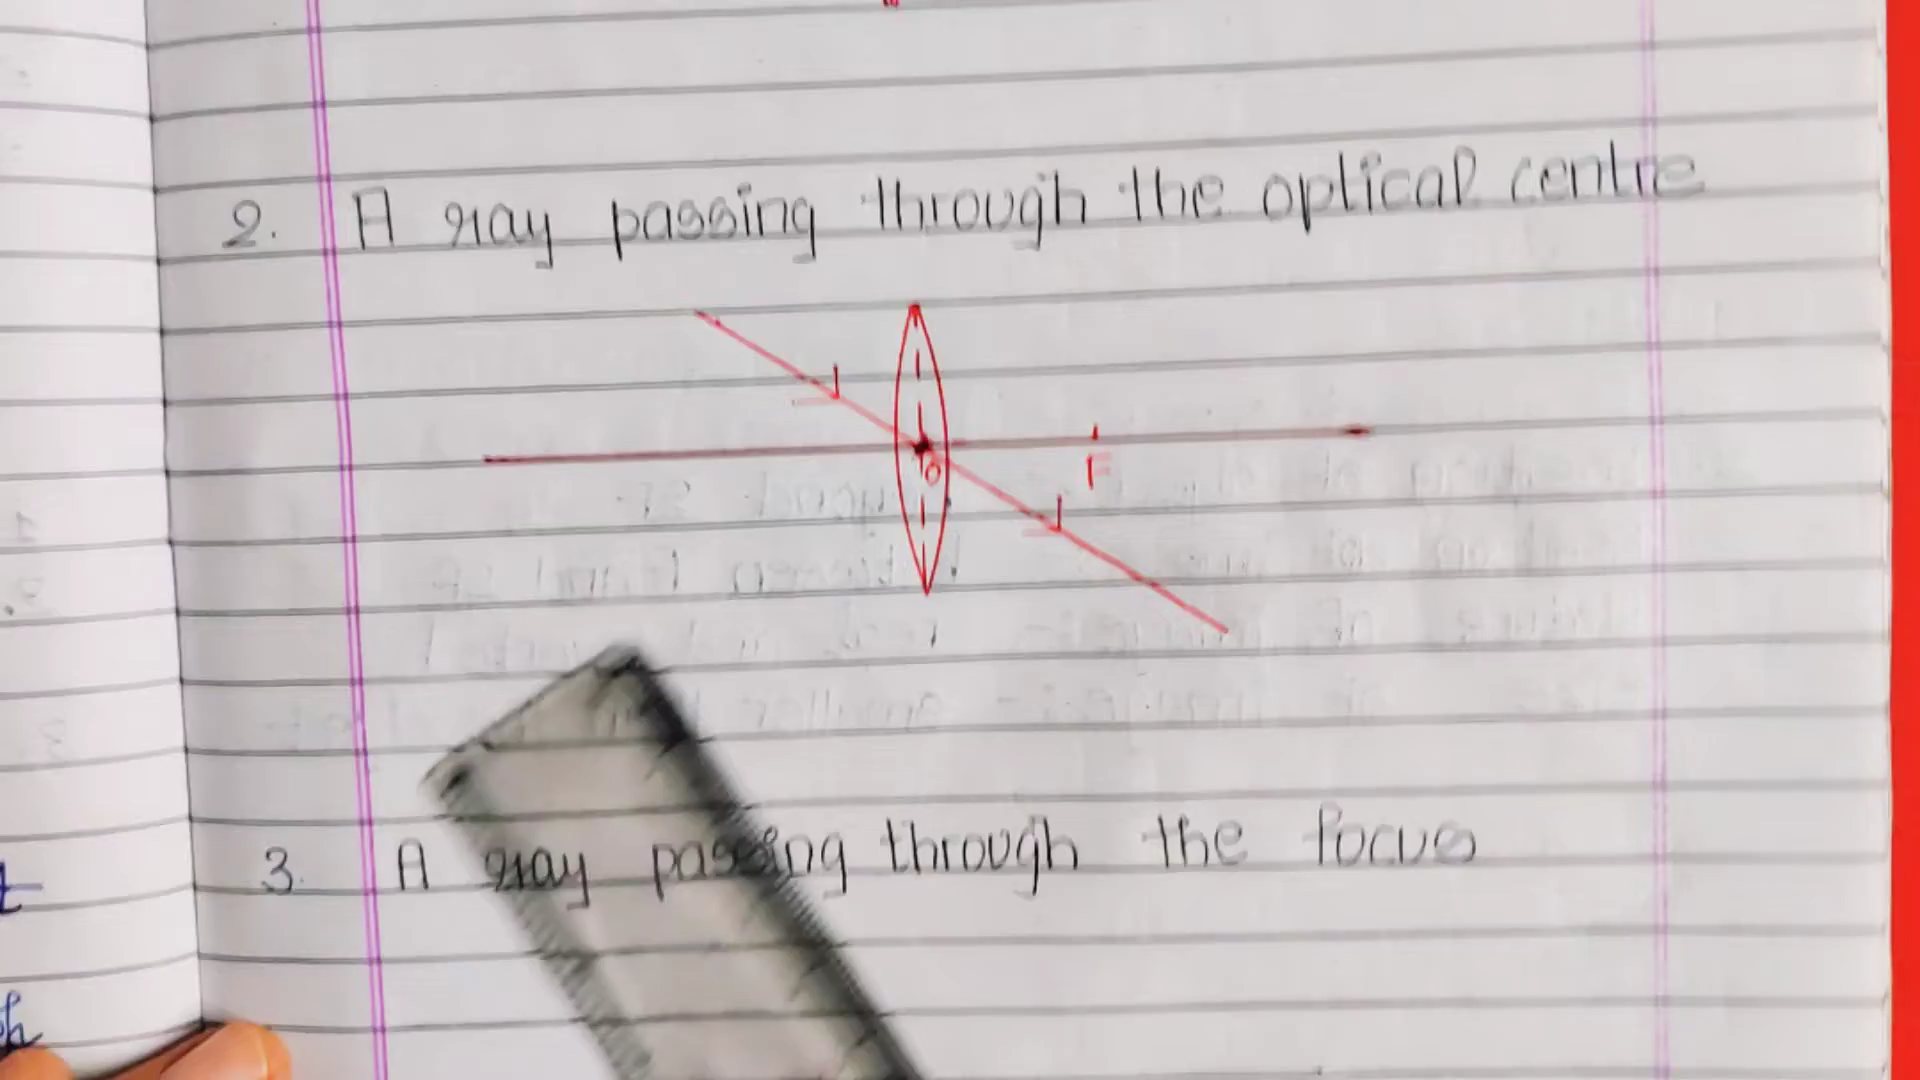 2. A ray passing through the optical centre
O
F
3. A ray passing through the focus